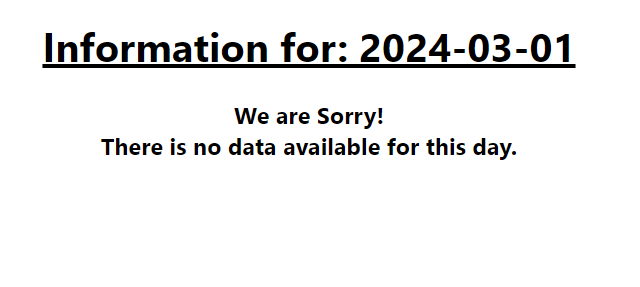 Information for: 2024-03-01
We are Sorry!
There is no data available for this day.